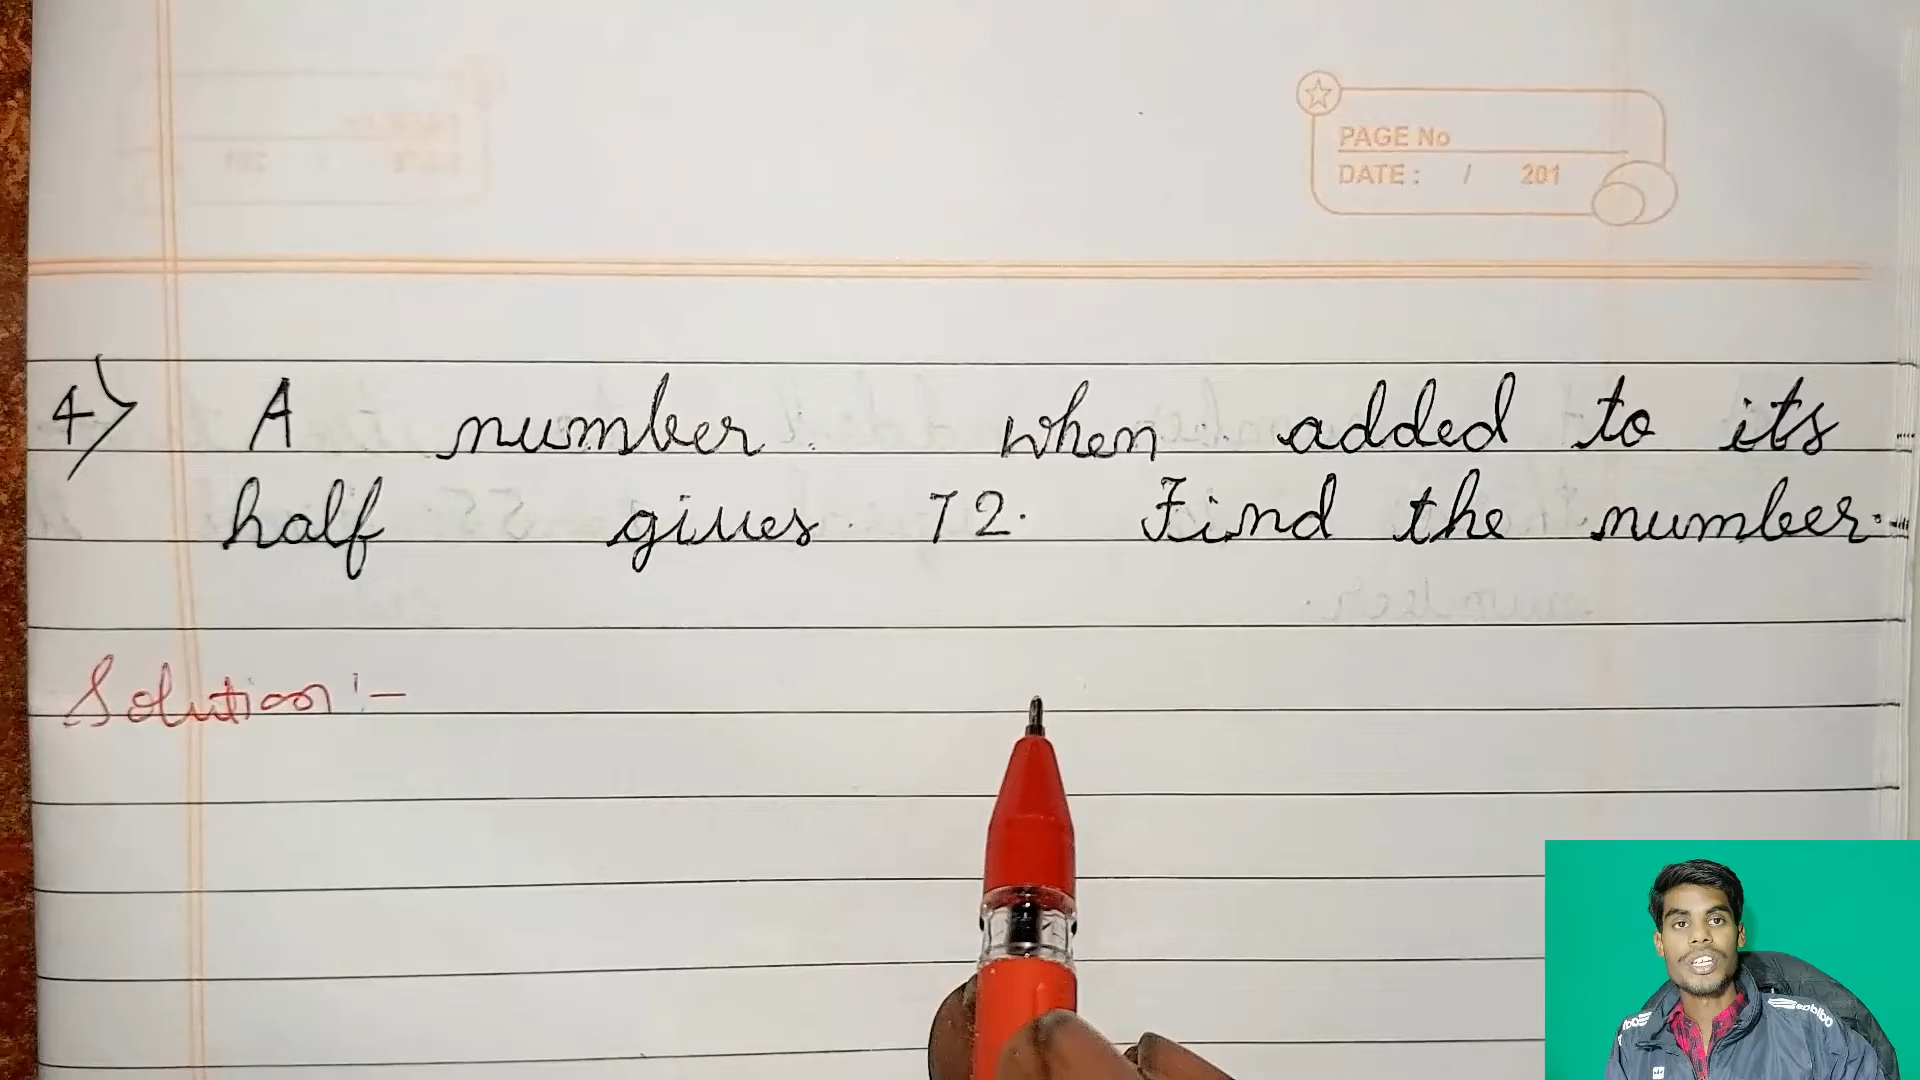 PAGE No
DATE : / 201
4) A number when added to its
half gives 72. Find the number.
Solution :-